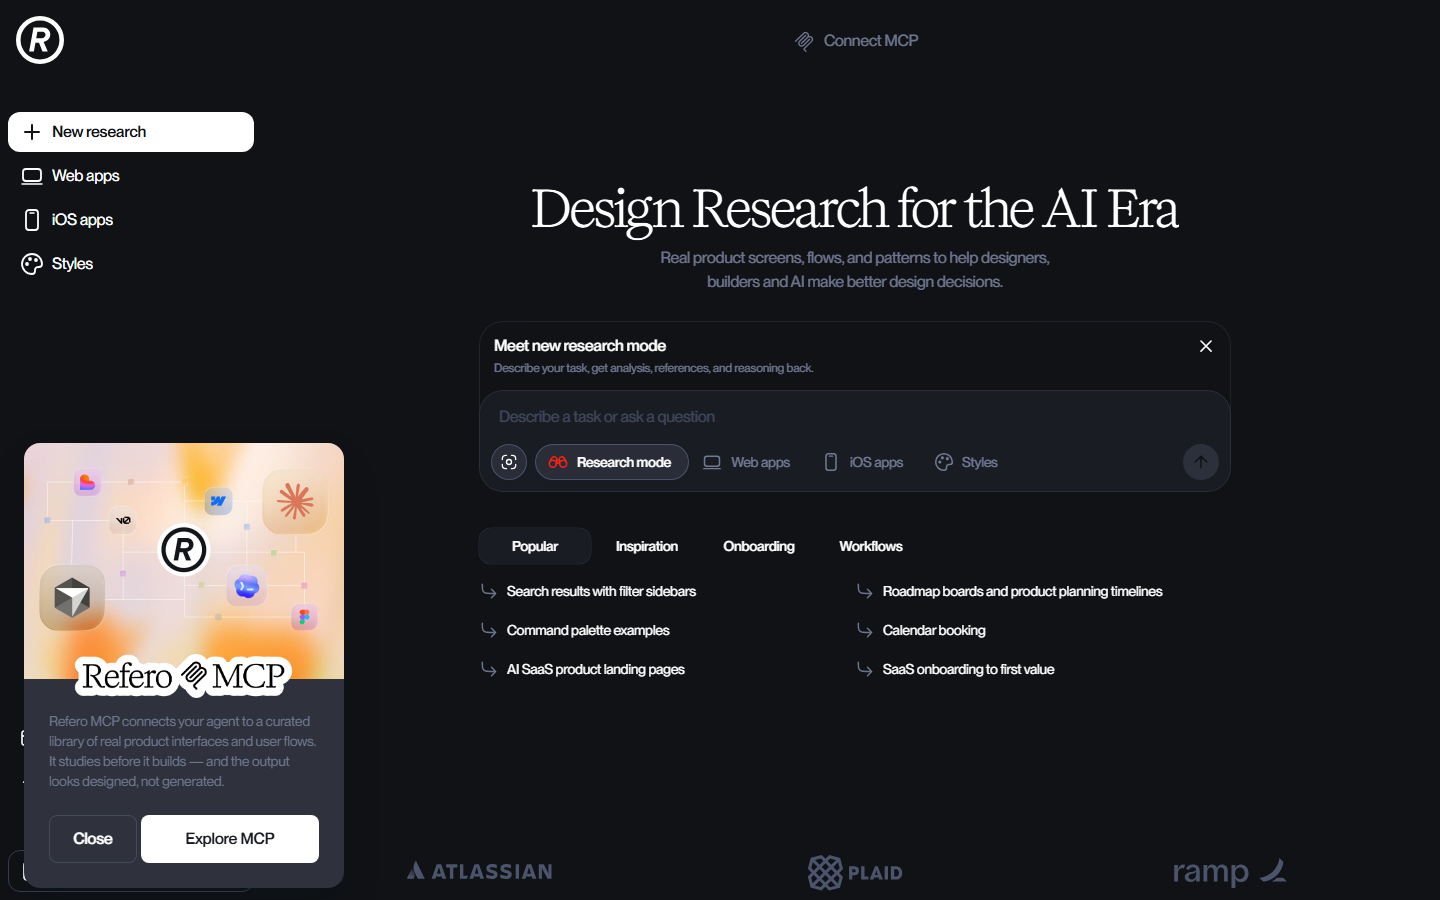 R
Connect MCP
New research
Web apps
iOS apps
Styles
Design Research for the AI Era
Real product screens, flows, and patterns to help designers,
builders and AI make better design decisions.
Meet new research mode
Describe your task, get analysis, references, and reasoning back.
Describe a task or ask a question
Research mode
Web apps
iOS apps
Styles
Popular
Inspiration
Onboarding
Workflows
Search results with filter sidebars
Roadmap boards and product planning timelines
Command palette examples
Calendar booking
AI SaaS product landing pages
SaaS onboarding to first value
v0
R
Refero MCP
Refero MCP connects your agent to a curated
library of real product interfaces and user flows.
It studies before it builds — and the output
looks designed, not generated.
Close
Explore MCP
ATLASSIAN
PLAID
ramp